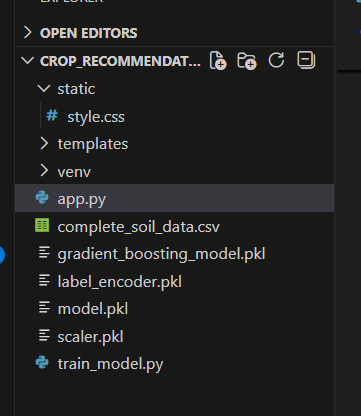 OPEN EDITORS
CROP_RECOMMENDAT...
static
# style.css
templates
venv
app.py
complete_soil_data.csv
gradient_boosting_model.pkl
label_encoder.pkl
model.pkl
scaler.pkl
train_model.py